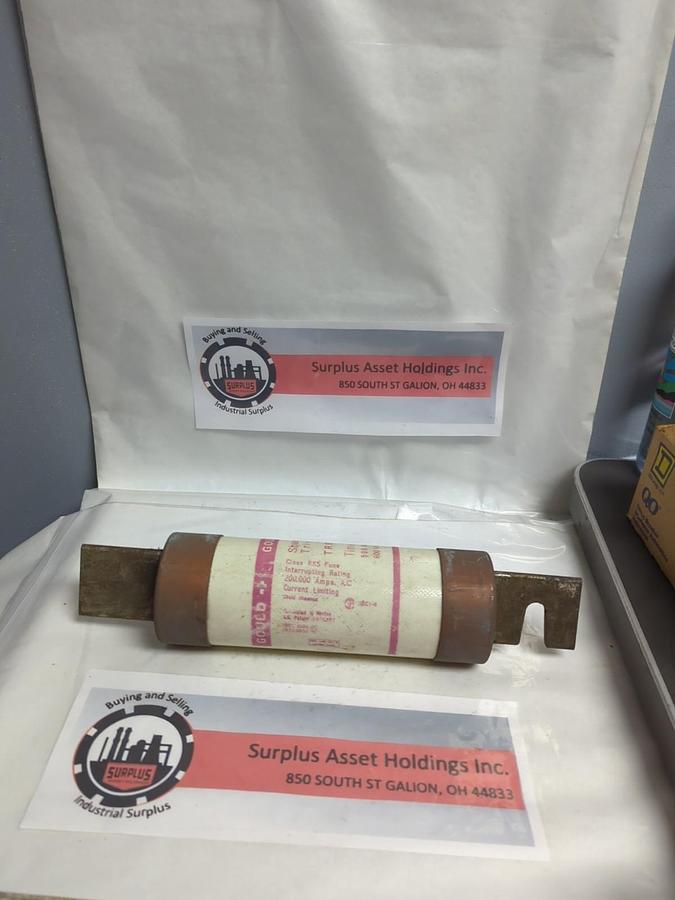 Buying and Selling
SURPLUS
Industrial Surplus
Surplus Asset Holdings Inc.
850 SOUTH ST GALION, OH 44833
QO
GOULD
Class RK5 Fuse
Interrupting Rating
200,000 Amps. A.C.
Current Limiting
Buying and Selling
SURPLUS
Industrial Surplus
Surplus Asset Holdings Inc.
850 SOUTH ST GALION, OH 44833